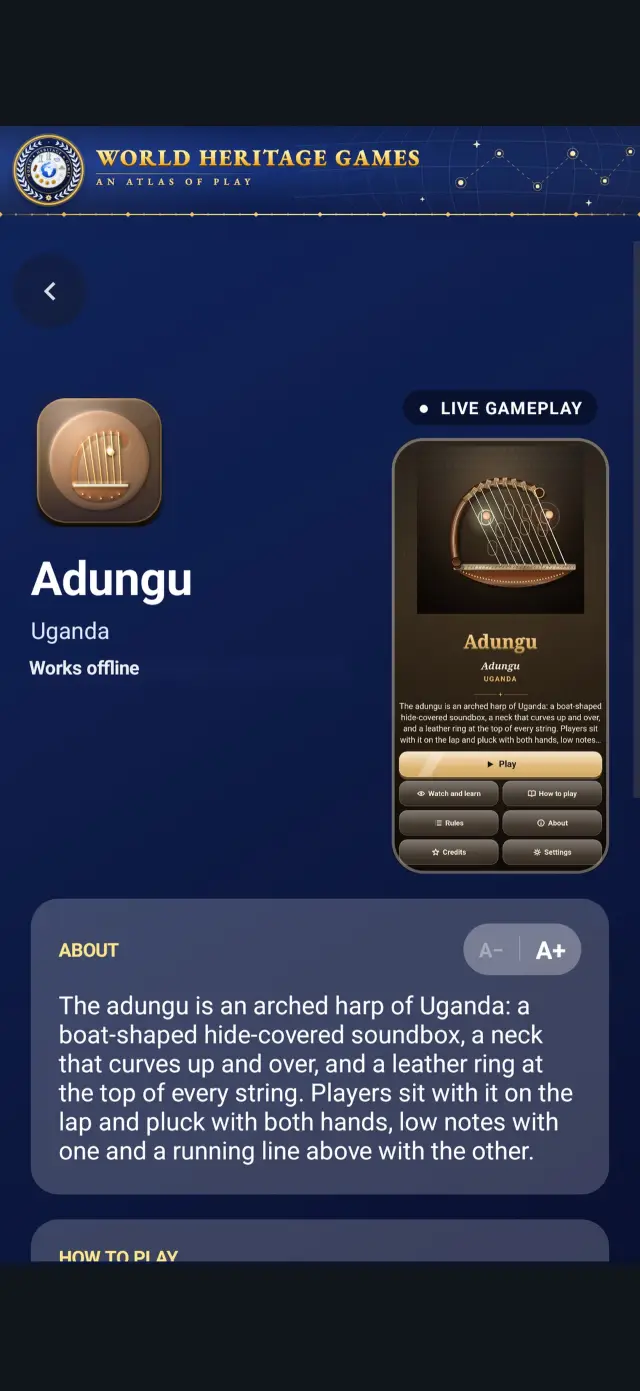 WORLD HERITAGE GAMES
AN ATLAS OF PLAY
Adungu
Uganda
Works offline
LIVE GAMEPLAY
Adungu
Adungu
UGANDA
The adungu is an arched harp of Uganda: a boat-shaped
hide-covered soundbox, a neck that curves up and over,
and a leather ring at the top of every string. Players sit
with it on the lap and pluck with both hands, low notes...
Play
Watch and learn
How to play
Rules
About
Credits
Settings
ABOUT
A-
A+
The adungu is an arched harp of Uganda: a
boat-shaped hide-covered soundbox, a neck
that curves up and over, and a leather ring at
the top of every string. Players sit with it on the
lap and pluck with both hands, low notes with
one and a running line above with the other.
HOW TO PLAY